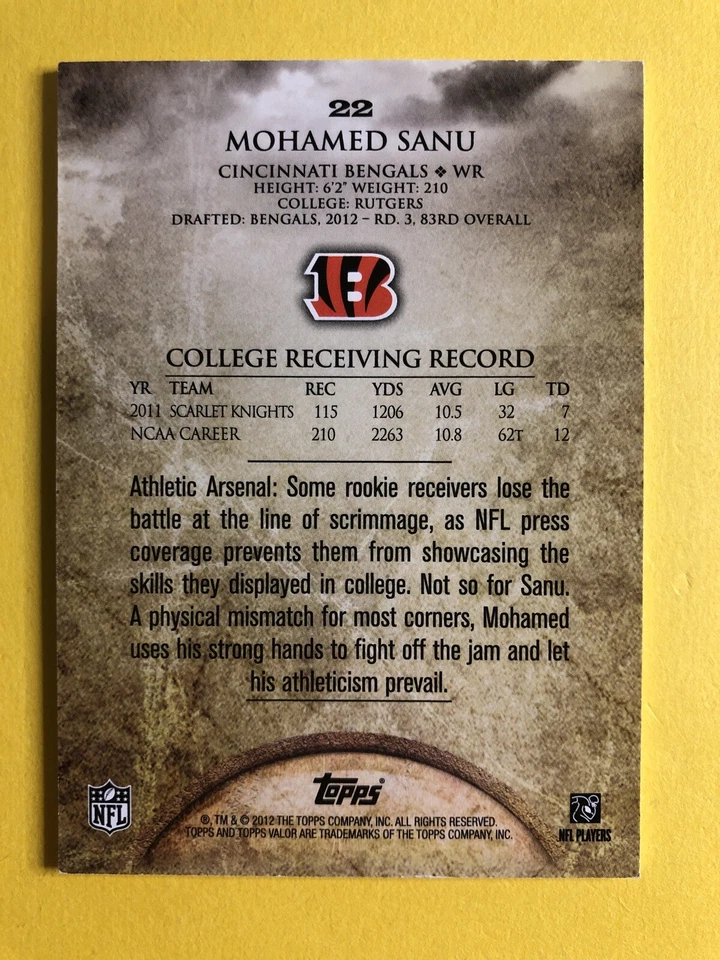 22
MOHAMED SANU
CINCINNATI BENGALS ❖ WR
HEIGHT: 6'2" WEIGHT: 210
COLLEGE: RUTGERS
DRAFTED: BENGALS, 2012 – RD. 3, 83RD OVERALL
B
COLLEGE RECEIVING RECORD
YR TEAM REC YDS AVG LG TD
2011 SCARLET KNIGHTS 115 1206 10.5 32 7
NCAA CAREER 210 2263 10.8 62T 12
Athletic Arsenal: Some rookie receivers lose the
battle at the line of scrimmage, as NFL press
coverage prevents them from showcasing the
skills they displayed in college. Not so for Sanu.
A physical mismatch for most corners, Mohamed
uses his strong hands to fight off the jam and let
his athleticism prevail.
Topps®
NFL
®, TM & © 2012 THE TOPPS COMPANY, INC. ALL RIGHTS RESERVED.
TOPPS AND TOPPS VALOR ARE TRADEMARKS OF THE TOPPS COMPANY, INC.
NFL PLAYERS